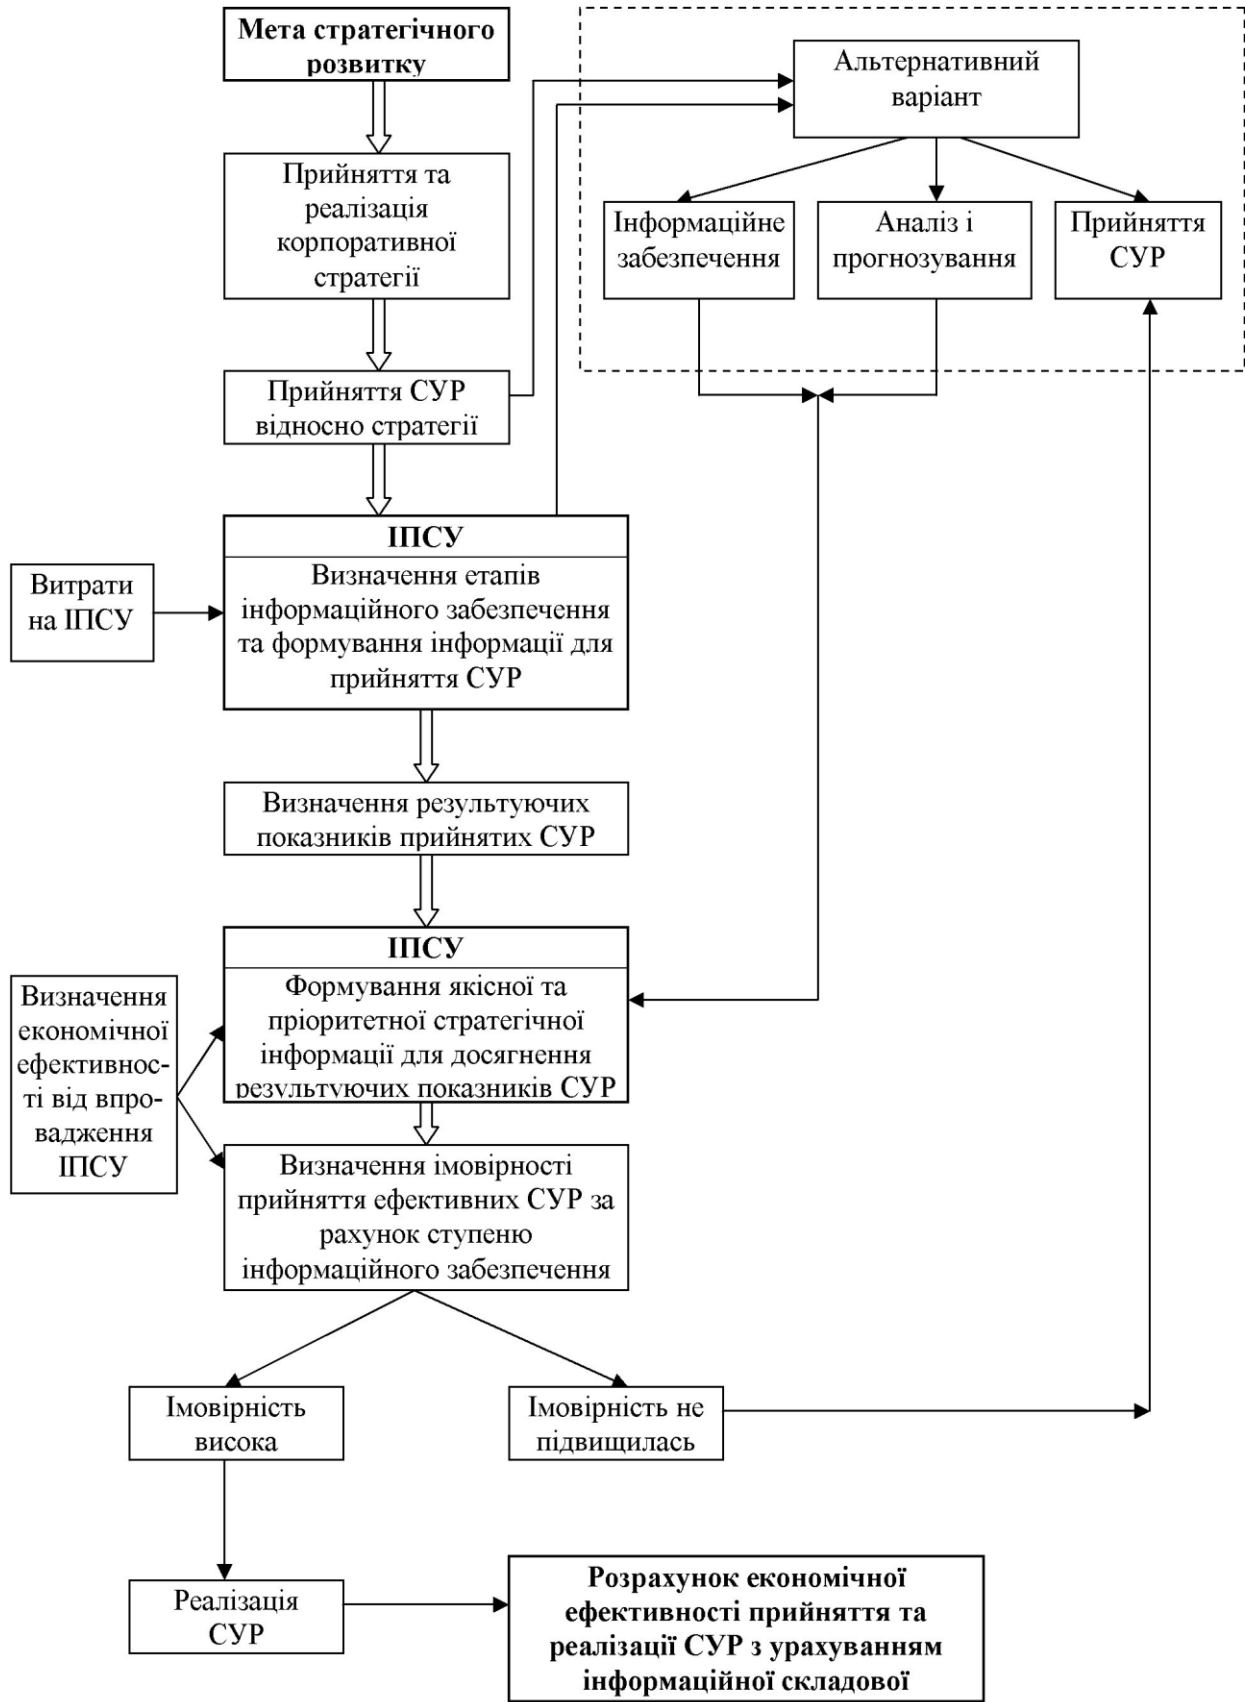 Мета стратегічного
розвитку
Альтернативний
варіант
Прийняття та
реалізація
корпоративної
стратегії
Інформаційне
забезпечення
Аналіз і
прогнозування
Прийняття
СУР
Прийняття СУР
відносно стратегії
ІПСУ
Визначення етапів
інформаційного забезпечення
та формування інформації для
прийняття СУР
Витрати
на ІПСУ
Визначення результуючих
показників прийнятих СУР
ІПСУ
Формування якісної та
пріоритетної стратегічної
інформації для досягнення
результуючих показників СУР
Визначення
економічної
ефективнос-
ті від впро-
вадження
ІПСУ
Визначення імовірності
прийняття ефективних СУР за
рахунок ступеню
інформаційного забезпечення
Імовірність
висока
Імовірність не
підвищилась
Реалізація
СУР
Розрахунок економічної
ефективності прийняття та
реалізації СУР з урахуванням
інформаційної складової